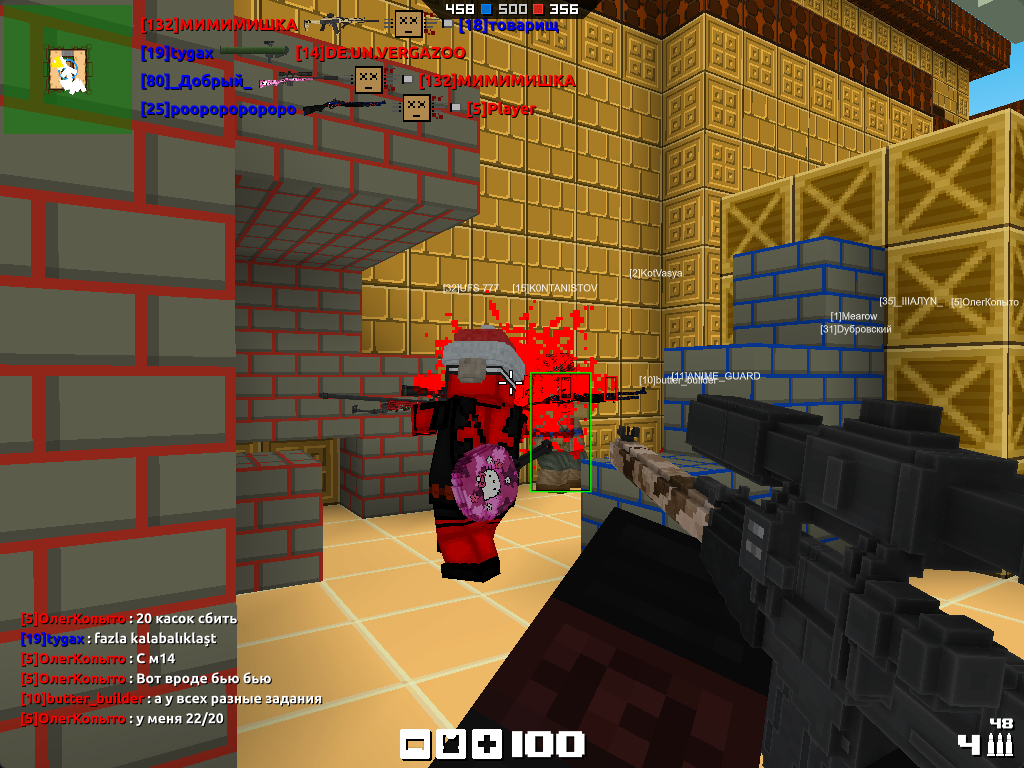 458 500 356
[132]МИМИМИШКА [18]товарищ
[19]tygax [14]DE.UN.VERGAZOO
[80]_Добрый_ [132]МИМИМИШКА
[25]poopopopopopo [5]Player
[2]KotVasya
[32]UFS 777 [15]K0NTANISTOV
[35]_IIIAЛYN_ [5]ОлегКопыто
[1]Mearow
[31]Dубровский
[11]ANIME_GUARD
[10]butter_builder
[5]ОлегКопыто : 20 касок сбить
[19]tygax : fazla kalabalıklaşt
[5]ОлегКопыто : С м14
[5]ОлегКопыто : Вот вроде бью бью
[10]butter_builder : а у всех разные задания
[5]ОлегКопыто : у меня 22/20
48
100 4